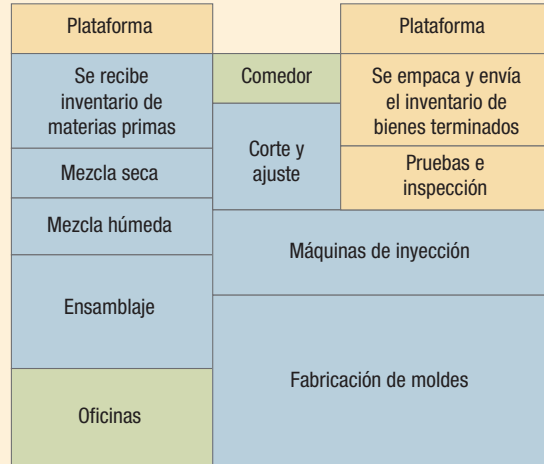 Plataforma
Se recibe
inventario de
materias primas
Mezcla seca
Mezcla húmeda
Ensamblaje
Oficinas
Comedor
Corte y
ajuste
Plataforma
Se empaca y envía
el inventario de
bienes terminados
Pruebas e
inspección
Máquinas de inyección
Fabricación de moldes